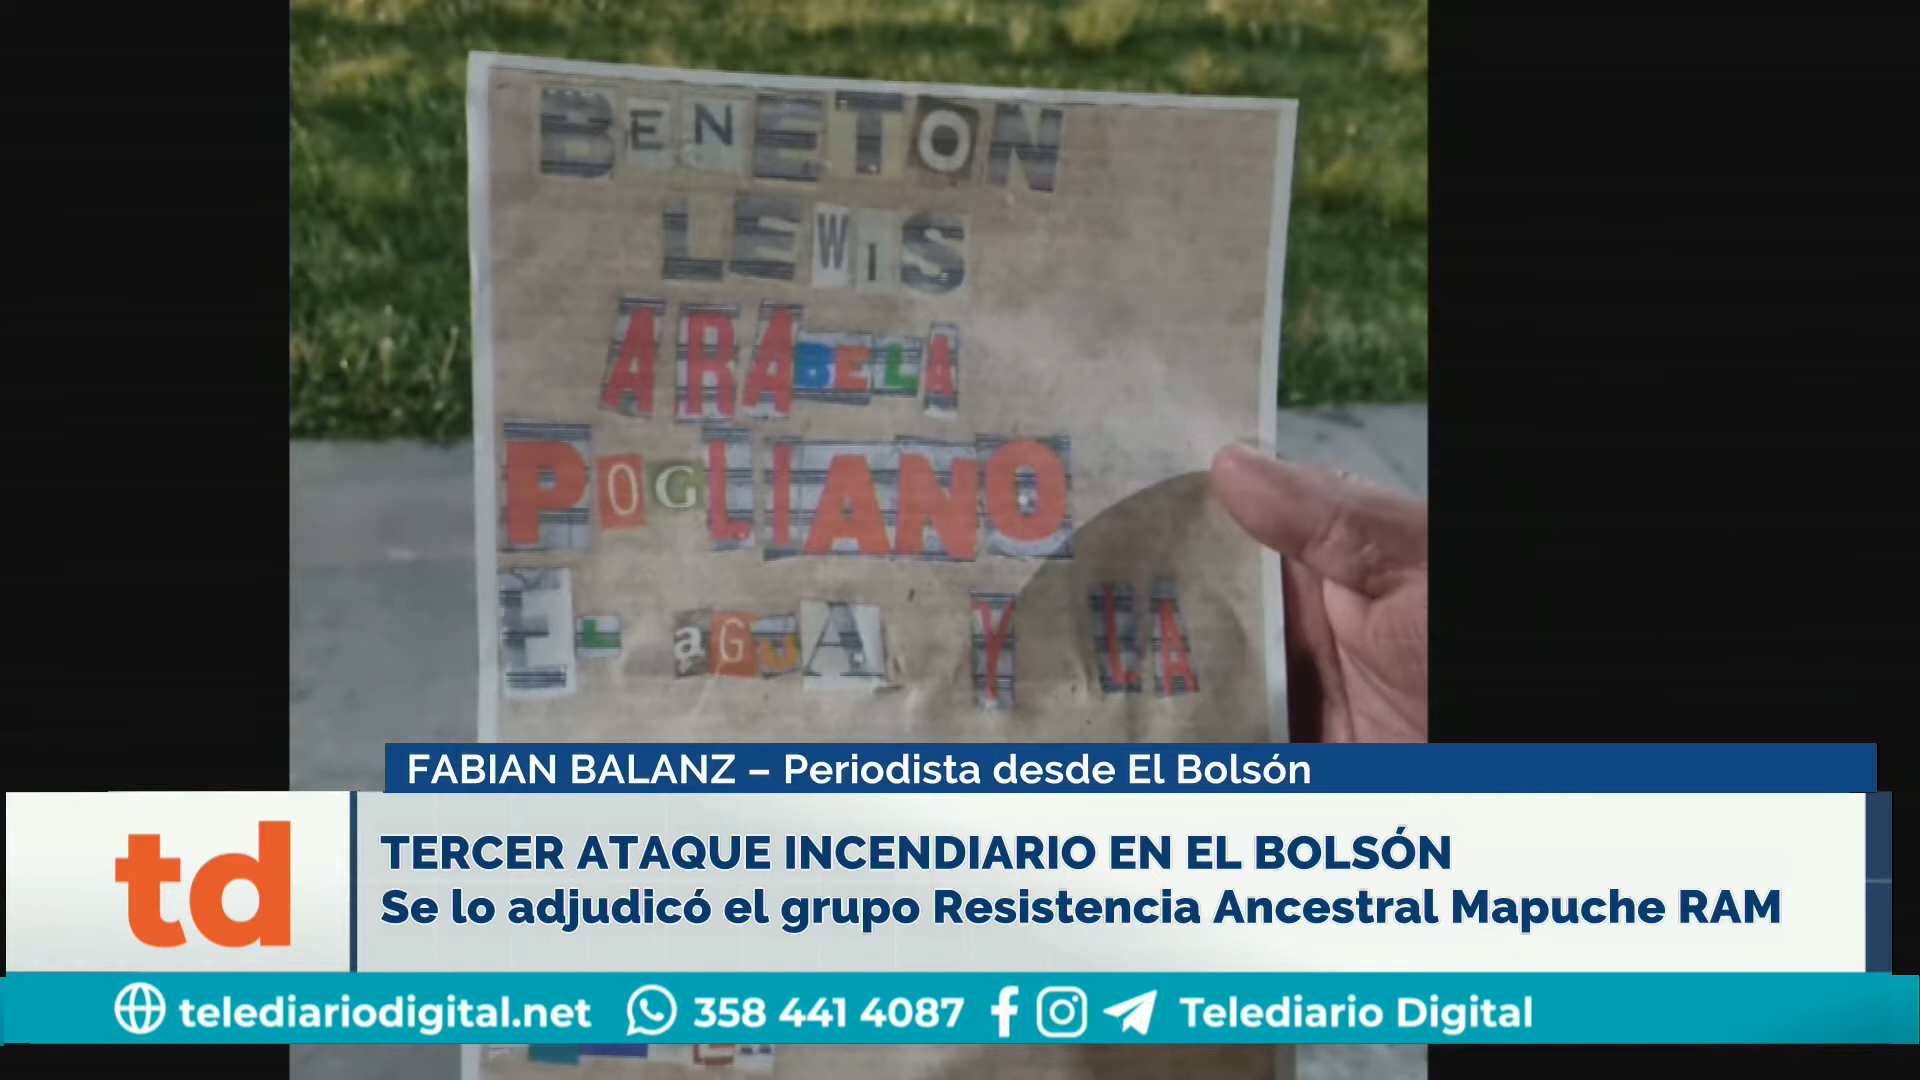 BENETON
LEWIS
ARABELA
POGLIANO
EL AGUA Y LA
FABIAN BALANZ – Periodista desde El Bolsón
td
TERCER ATAQUE INCENDIARIO EN EL BOLSÓN
Se lo adjudicó el grupo Resistencia Ancestral Mapuche RAM
telediariodigital.net 358 441 4087 Telediario Digital